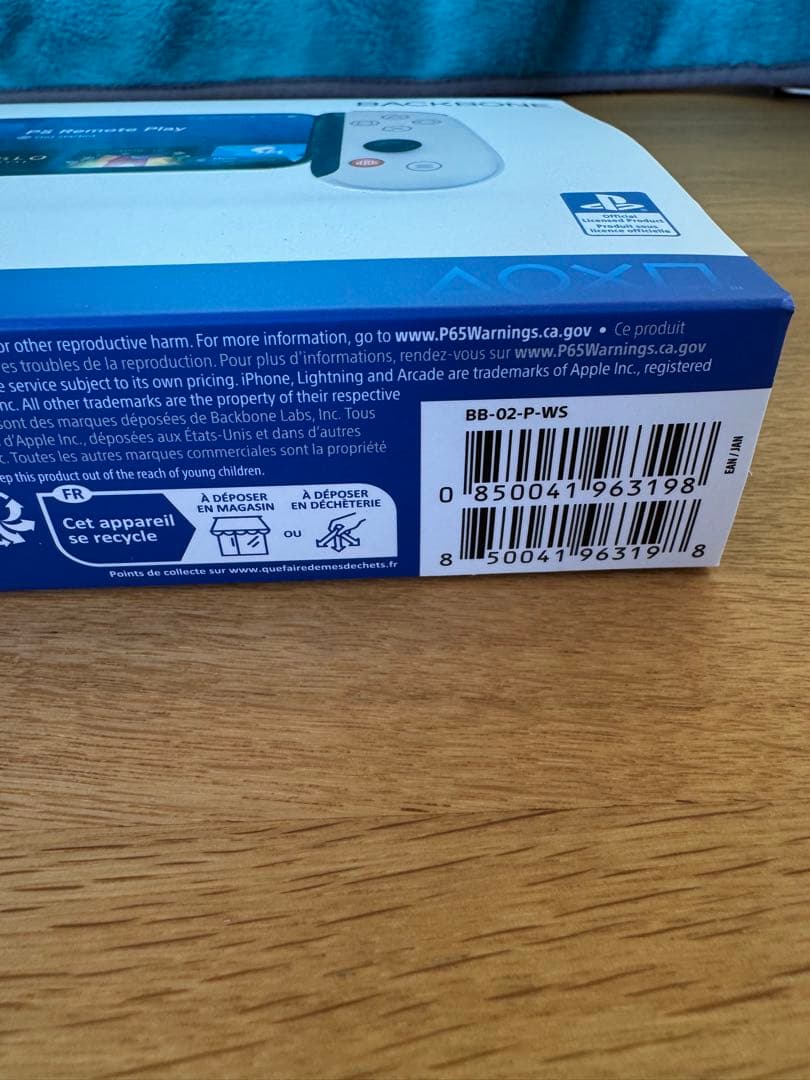 BACKBONE
PS Remote Play
Official
Licensed Product
Produit sous
licence officielle
or other reproductive harm. For more information, go to www.P65Warnings.ca.gov • Ce produit
es troubles de la reproduction. Pour plus d'informations, rendez-vous sur www.P65Warnings.ca.gov
e service subject to its own pricing. iPhone, Lightning and Arcade are trademarks of Apple Inc., registered
nc. All other trademarks are the property of their respective
sont des marques déposées de Backbone Labs, Inc. Tous
d'Apple Inc., déposées aux États-Unis et dans d'autres
c. Toutes les autres marques commerciales sont la propriété
eep this product out of the reach of young children.
FR
Cet appareil
se recycle
À DÉPOSER
EN MAGASIN
OU
À DÉPOSER
EN DÉCHÈTERIE
Points de collecte sur www.quefairedemesdechets.fr
BB-02-P-WS
0 850041 963198
8 50041 96319 8
EAN / JAN